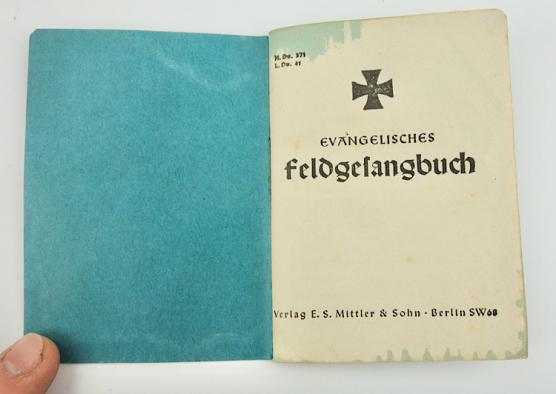 H. Dv. 371
L. Dv. 41
EVANGELISCHES
Feldgesangbuch
Verlag E. S. Mittler & Sohn · Berlin SW68